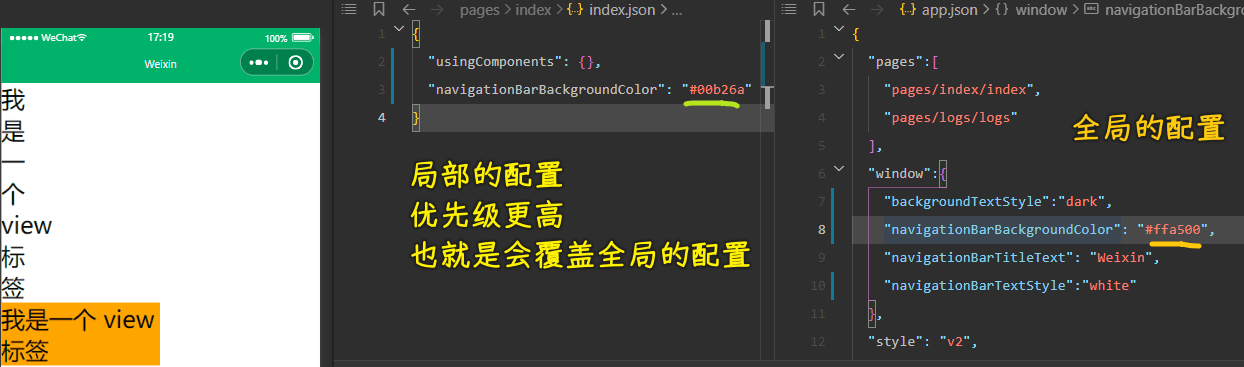 WeChat
17:19
100%
Weixin
我
是
一
个
view
标
签
我是一个 view
标签
pages > index > {..} index.json > ...
1 {
2 "usingComponents": {},
3 "navigationBarBackgroundColor": "#00b26a"
4 }
局部的配置
优先级更高
也就是会覆盖全局的配置
{..} app.json > {} window > navigationBarBackgro
1 {
2 "pages":[
3 "pages/index/index",
4 "pages/logs/logs"
5 ],
6 "window":{
7 "backgroundTextStyle":"dark",
8 "navigationBarBackgroundColor": "#ffa500",
9 "navigationBarTitleText": "Weixin",
10 "navigationBarTextStyle":"white"
11 },
12 "style": "v2",
全局的配置